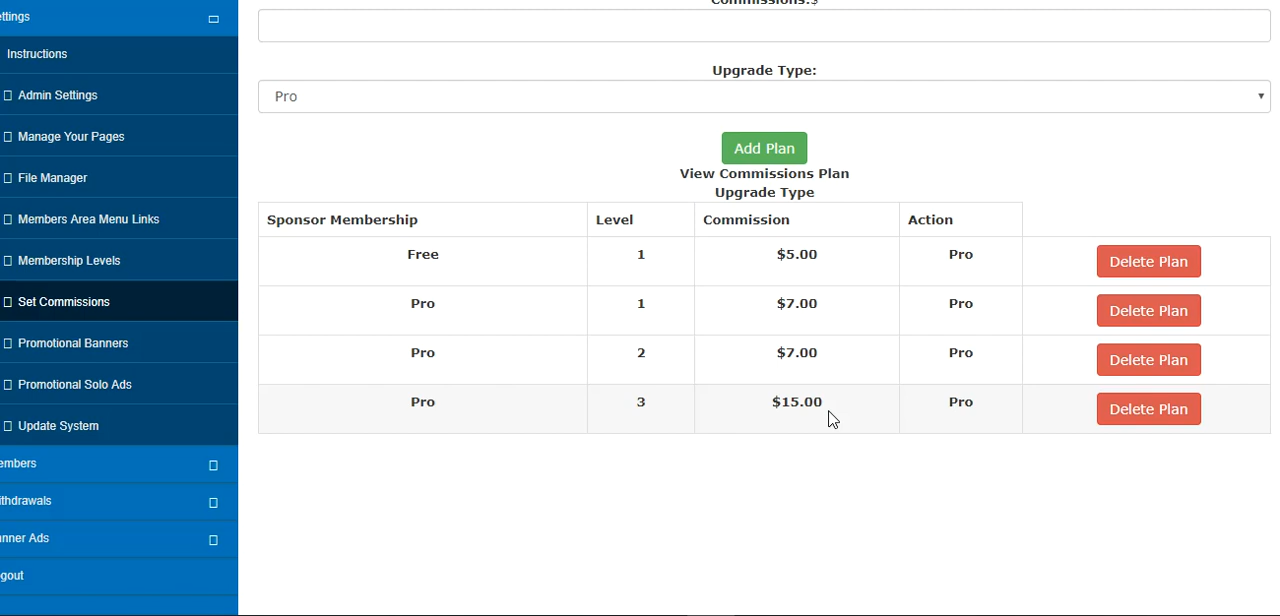 ettings
Instructions
Admin Settings
Manage Your Pages
File Manager
Members Area Menu Links
Membership Levels
Set Commissions
Promotional Banners
Promotional Solo Ads
Update System
embers
ithdrawals
nner Ads
gout
Commissions:$
Upgrade Type:
Pro
Add Plan
View Commissions Plan
Upgrade Type
Sponsor Membership Level Commission Action
Free 1 $5.00 Pro Delete Plan
Pro 1 $7.00 Pro Delete Plan
Pro 2 $7.00 Pro Delete Plan
Pro 3 $15.00 Pro Delete Plan